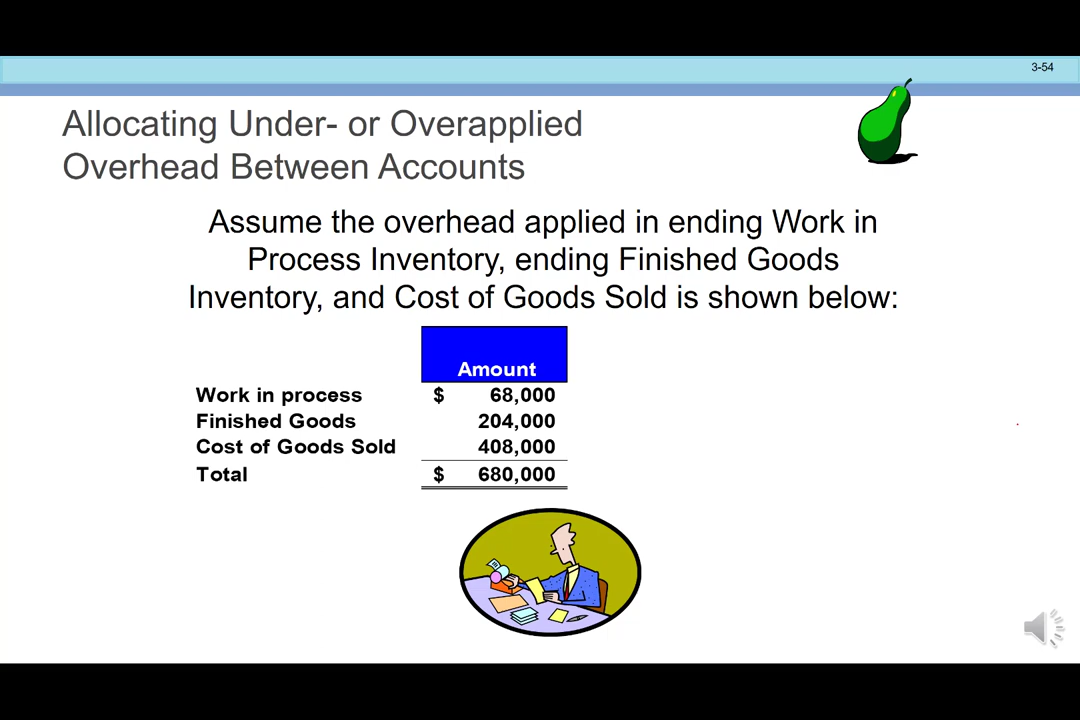 3-54
Allocating Under- or Overapplied
Overhead Between Accounts
Assume the overhead applied in ending Work in
Process Inventory, ending Finished Goods
Inventory, and Cost of Goods Sold is shown below:
Amount
Work in process $ 68,000
Finished Goods 204,000
Cost of Goods Sold 408,000
Total $ 680,000